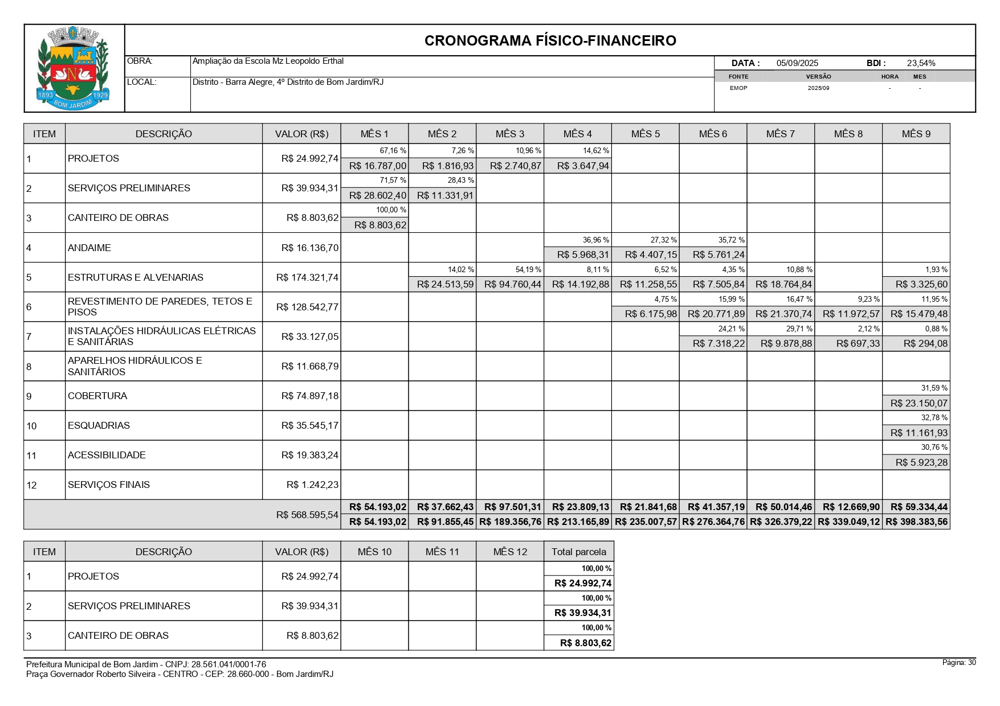 CRONOGRAMA FÍSICO-FINANCEIRO
OBRA: Ampliação da Escola Mz Leopoldo Erthal
DATA : 05/09/2025 BDI : 23,54%
FONTE VERSÃO HORA MES
LOCAL: Distrito - Barra Alegre, 4º Distrito de Bom Jardim/RJ
EMOP 2025/09 - -
N
1893 1929
BOM JARDIM
ITEM DESCRIÇÃO VALOR (R$) MÊS 1 MÊS 2 MÊS 3 MÊS 4 MÊS 5 MÊS 6 MÊS 7 MÊS 8 MÊS 9
67,16 % 7,26 % 10,96 % 14,62 %
1 PROJETOS R$ 24.992,74
R$ 16.787,00 R$ 1.816,93 R$ 2.740,87 R$ 3.647,94
71,57 % 28,43 %
2 SERVIÇOS PRELIMINARES R$ 39.934,31
R$ 28.602,40 R$ 11.331,91
100,00 %
3 CANTEIRO DE OBRAS R$ 8.803,62
R$ 8.803,62
36,96 % 27,32 % 35,72 %
4 ANDAIME R$ 16.136,70
R$ 5.968,31 R$ 4.407,15 R$ 5.761,24
14,02 % 54,19 % 8,11 % 6,52 % 4,35 % 10,88 % 1,93 %
5 ESTRUTURAS E ALVENARIAS R$ 174.321,74
R$ 24.513,59 R$ 94.760,44 R$ 14.192,88 R$ 11.258,55 R$ 7.505,84 R$ 18.764,84 R$ 3.325,60
4,75 % 15,99 % 16,47 % 9,23 % 11,95 %
6 REVESTIMENTO DE PAREDES, TETOS E
PISOS R$ 128.542,77
R$ 6.175,98 R$ 20.771,89 R$ 21.370,74 R$ 11.972,57 R$ 15.479,48
24,21 % 29,71 % 2,12 % 0,88 %
7 INSTALAÇÕES HIDRÁULICAS ELÉTRICAS
E SANITÁRIAS R$ 33.127,05
R$ 7.318,22 R$ 9.878,88 R$ 697,33 R$ 294,08
8 APARELHOS HIDRÁULICOS E
SANITÁRIOS R$ 11.668,79
31,59 %
9 COBERTURA R$ 74.897,18
R$ 23.150,07
32,78 %
10 ESQUADRIAS R$ 35.545,17
R$ 11.161,93
30,76 %
11 ACESSIBILIDADE R$ 19.383,24
R$ 5.923,28
12 SERVIÇOS FINAIS R$ 1.242,23
R$ 54.193,02 R$ 37.662,43 R$ 97.501,31 R$ 23.809,13 R$ 21.841,68 R$ 41.357,19 R$ 50.014,46 R$ 12.669,90 R$ 59.334,44
R$ 568.595,54
R$ 54.193,02 R$ 91.855,45 R$ 189.356,76 R$ 213.165,89 R$ 235.007,57 R$ 276.364,76 R$ 326.379,22 R$ 339.049,12 R$ 398.383,56
ITEM DESCRIÇÃO VALOR (R$) MÊS 10 MÊS 11 MÊS 12 Total parcela
100,00 %
1 PROJETOS R$ 24.992,74
R$ 24.992,74
100,00 %
2 SERVIÇOS PRELIMINARES R$ 39.934,31
R$ 39.934,31
100,00 %
3 CANTEIRO DE OBRAS R$ 8.803,62
R$ 8.803,62
Prefeitura Municipal de Bom Jardim - CNPJ: 28.561.041/0001-76
Página: 30
Praça Governador Roberto Silveira - CENTRO - CEP: 28.660-000 - Bom Jardim/RJ